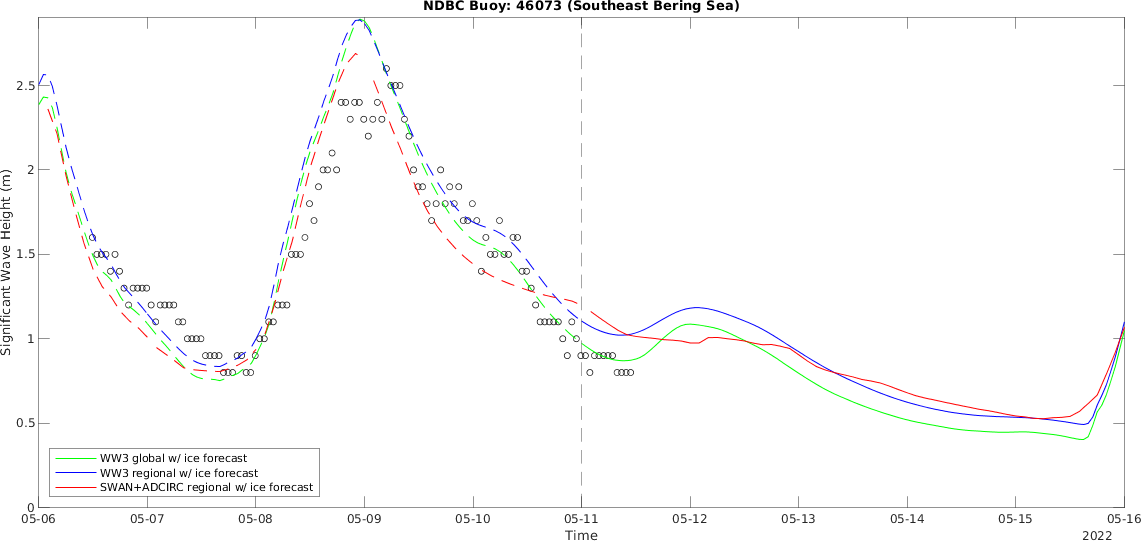 NDBC Buoy: 46073 (Southeast Bering Sea)
Significant Wave Height (m)
2.5
2
1.5
1
0.5
0
WW3 global w/ ice forecast
WW3 regional w/ ice forecast
SWAN+ADCIRC regional w/ ice forecast
05-06 05-07 05-08 05-09 05-10 05-11 05-12 05-13 05-14 05-15 05-16
Time
2022